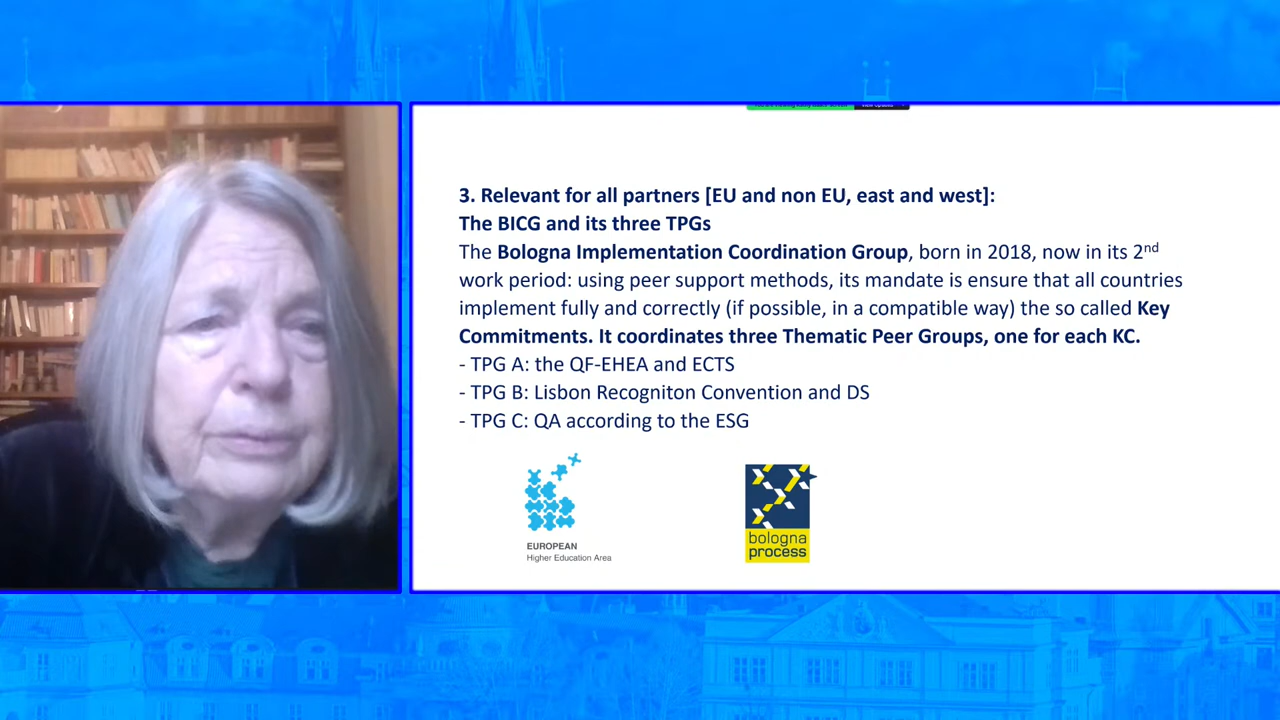 3. Relevant for all partners [EU and non EU, east and west]:
The BICG and its three TPGs
The Bologna Implementation Coordination Group, born in 2018, now in its 2nd
work period: using peer support methods, its mandate is ensure that all countries
implement fully and correctly (if possible, in a compatible way) the so called Key
Commitments. It coordinates three Thematic Peer Groups, one for each KC.
- TPG A: the QF-EHEA and ECTS
- TPG B: Lisbon Recogniton Convention and DS
- TPG C: QA according to the ESG
EUROPEAN
Higher Education Area
bologna
process